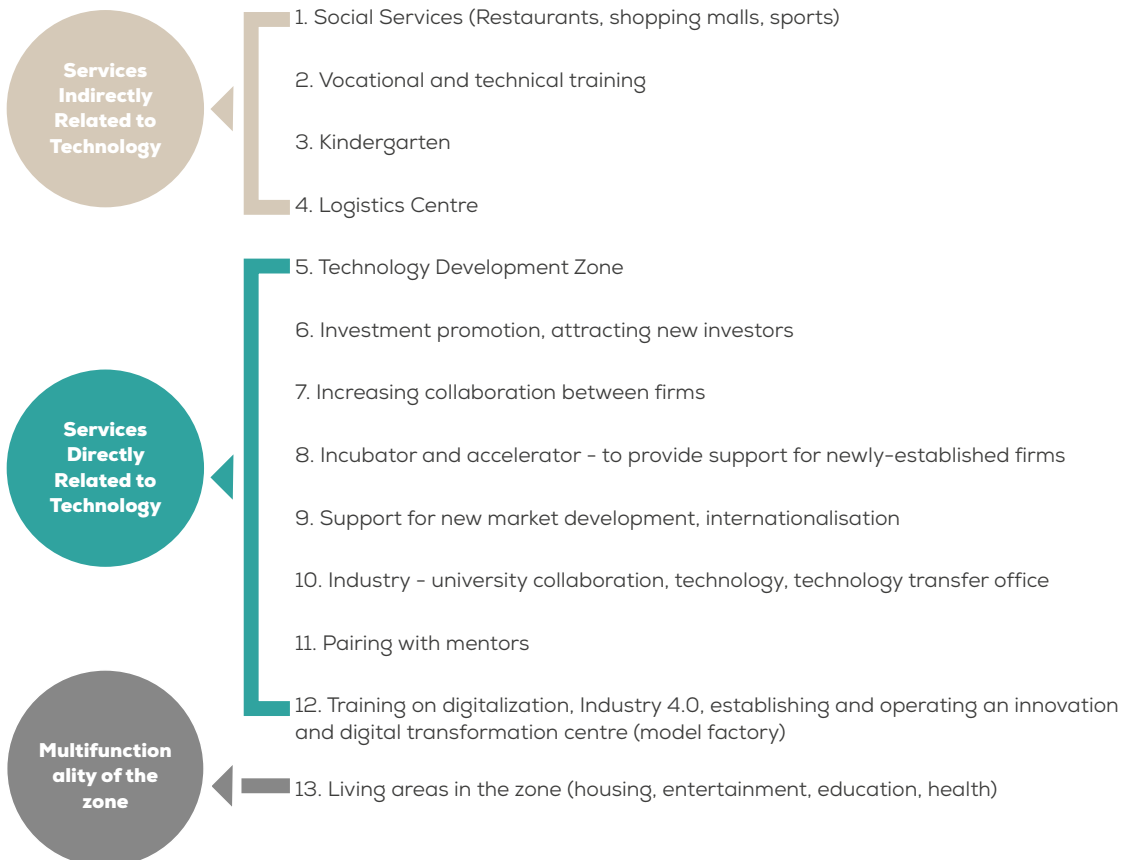 Services
Indirectly
Related to
Technology
1. Social Services (Restaurants, shopping malls, sports)
2. Vocational and technical training
3. Kindergarten
4. Logistics Centre
Services
Directly
Related to
Technology
5. Technology Development Zone
6. Investment promotion, attracting new investors
7. Increasing collaboration between firms
8. Incubator and accelerator - to provide support for newly-established firms
9. Support for new market development, internationalisation
10. Industry - university collaboration, technology, technology transfer office
11. Pairing with mentors
12. Training on digitalization, Industry 4.0, establishing and operating an innovation
and digital transformation centre (model factory)
Multifunction
ality of the
zone
13. Living areas in the zone (housing, entertainment, education, health)